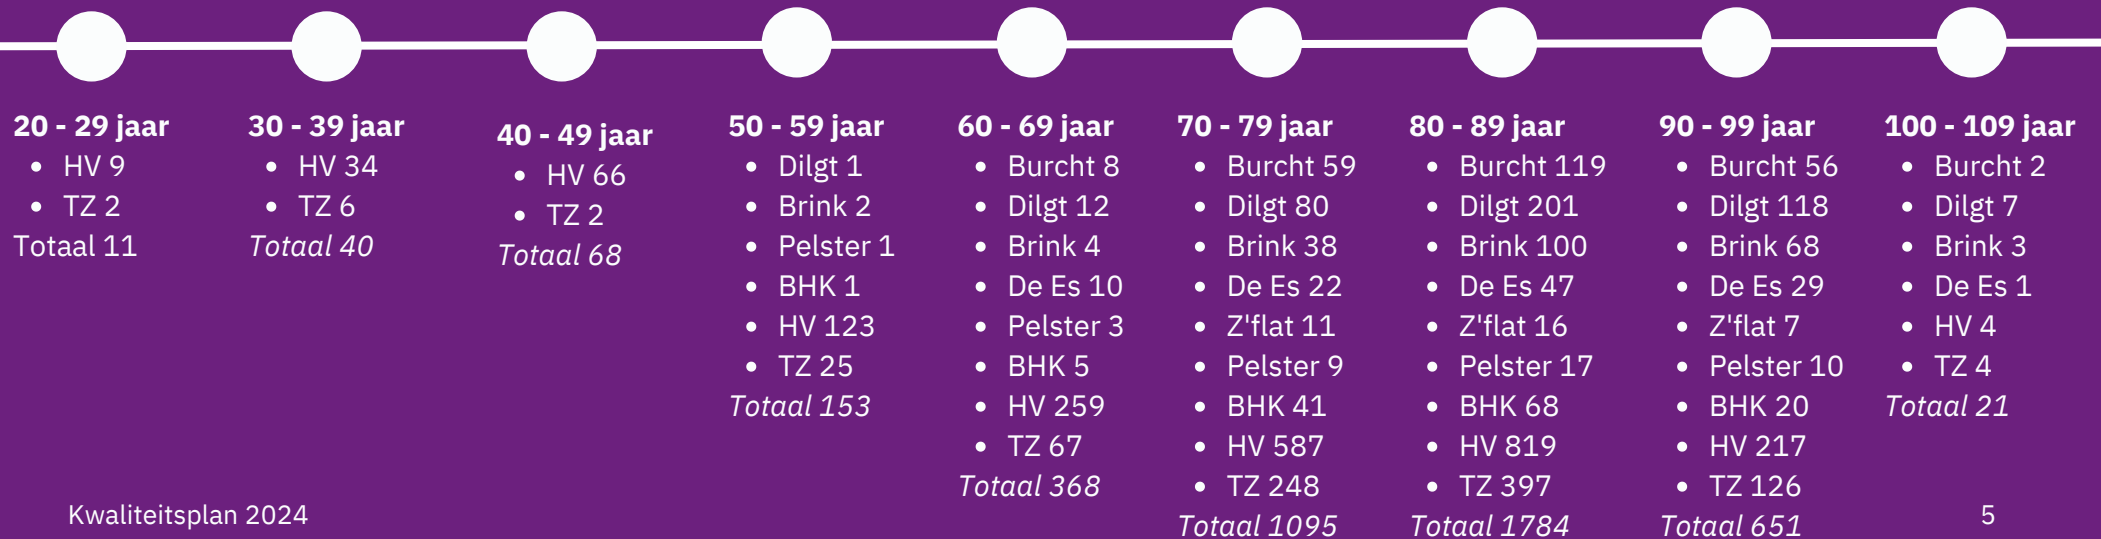 20 - 29 jaar
• HV 9
• TZ 2
Totaal 11
30 - 39 jaar
• HV 34
• TZ 6
Totaal 40
40 - 49 jaar
• HV 66
• TZ 2
Totaal 68
50 - 59 jaar
• Dilgt 1
• Brink 2
• Pelster 1
• BHK 1
• HV 123
• TZ 25
Totaal 153
60 - 69 jaar
• Burcht 8
• Dilgt 12
• Brink 4
• De Es 10
• Pelster 3
• BHK 5
• HV 259
• TZ 67
Totaal 368
70 - 79 jaar
• Burcht 59
• Dilgt 80
• Brink 38
• De Es 22
• Z'flat 11
• Pelster 9
• BHK 41
• HV 587
• TZ 248
Totaal 1095
80 - 89 jaar
• Burcht 119
• Dilgt 201
• Brink 100
• De Es 47
• Z'flat 16
• Pelster 17
• BHK 68
• HV 819
• TZ 397
Totaal 1784
90 - 99 jaar
• Burcht 56
• Dilgt 118
• Brink 68
• De Es 29
• Z'flat 7
• Pelster 10
• BHK 20
• HV 217
• TZ 126
Totaal 651
100 - 109 jaar
• Burcht 2
• Dilgt 7
• Brink 3
• De Es 1
• HV 4
• TZ 4
Totaal 21
Kwaliteitsplan 2024
5